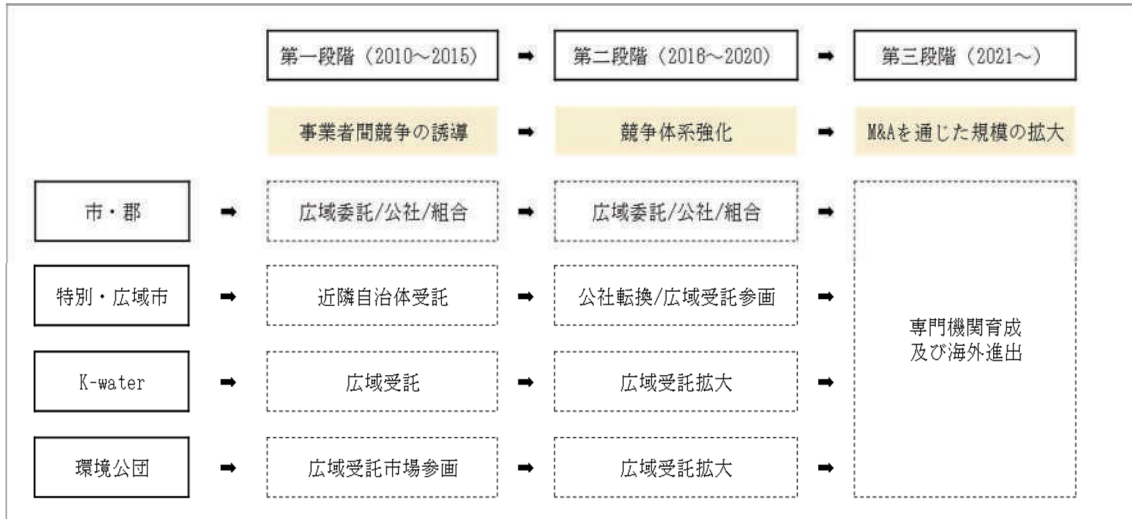 第一段階（2010～2015）
➡
第二段階（2016～2020）
➡
第三段階（2021～）
事業者間競争の誘導
➡
競争体系強化
➡
M&Aを通じた規模の拡大
市・郡
➡
広域委託/公社/組合
➡
広域委託/公社/組合
➡
特別・広域市
➡
近隣自治体受託
➡
公社転換/広域受託参画
➡
K-water
➡
広域受託
➡
広域受託拡大
➡
環境公団
➡
広域受託市場参画
➡
広域受託拡大
➡
専門機関育成
及び海外進出